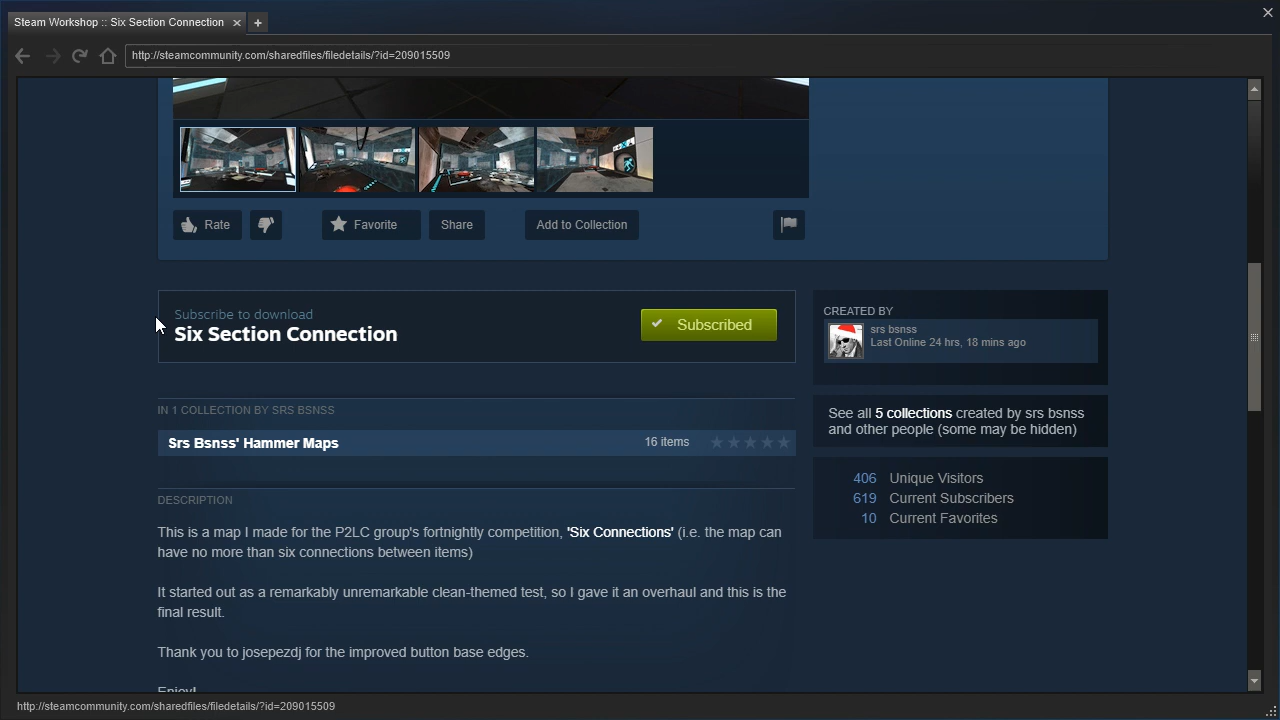 Steam Workshop :: Six Section Connection
http://steamcommunity.com/sharedfiles/filedetails/?id=209015509
Rate
Favorite
Share
Add to Collection
Subscribe to download
Six Section Connection
Subscribed
CREATED BY
srs bsnss
Last Online 24 hrs, 18 mins ago
IN 1 COLLECTION BY SRS BSNSS
Srs Bsnss' Hammer Maps 16 items
See all 5 collections created by srs bsnss
and other people (some may be hidden)
406 Unique Visitors
619 Current Subscribers
10 Current Favorites
DESCRIPTION
This is a map I made for the P2LC group's fortnightly competition, 'Six Connections' (i.e. the map can
have no more than six connections between items)
It started out as a remarkably unremarkable clean-themed test, so I gave it an overhaul and this is the
final result.
Thank you to josepezdj for the improved button base edges.
Enjoy!
http://steamcommunity.com/sharedfiles/filedetails/?id=209015509